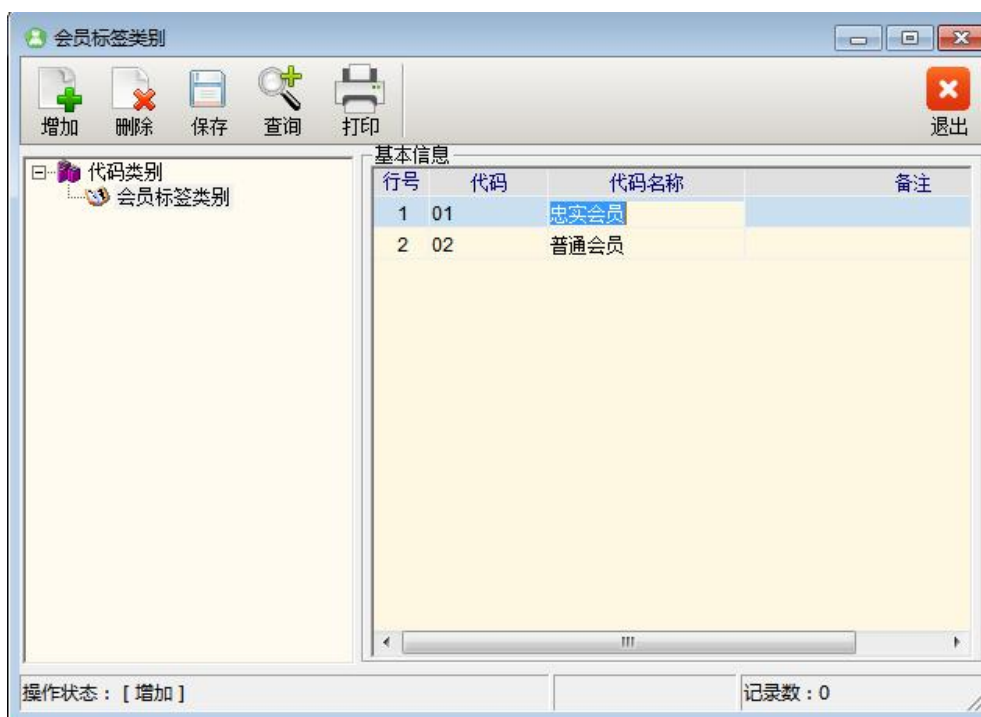 会员标签类别
增加 删除 保存 查询 打印 退出
代码类别
会员标签类别
基本信息
行号 代码 代码名称 备注
1 01 忠实会员
2 02 普通会员
操作状态：[ 增加 ] 记录数：0